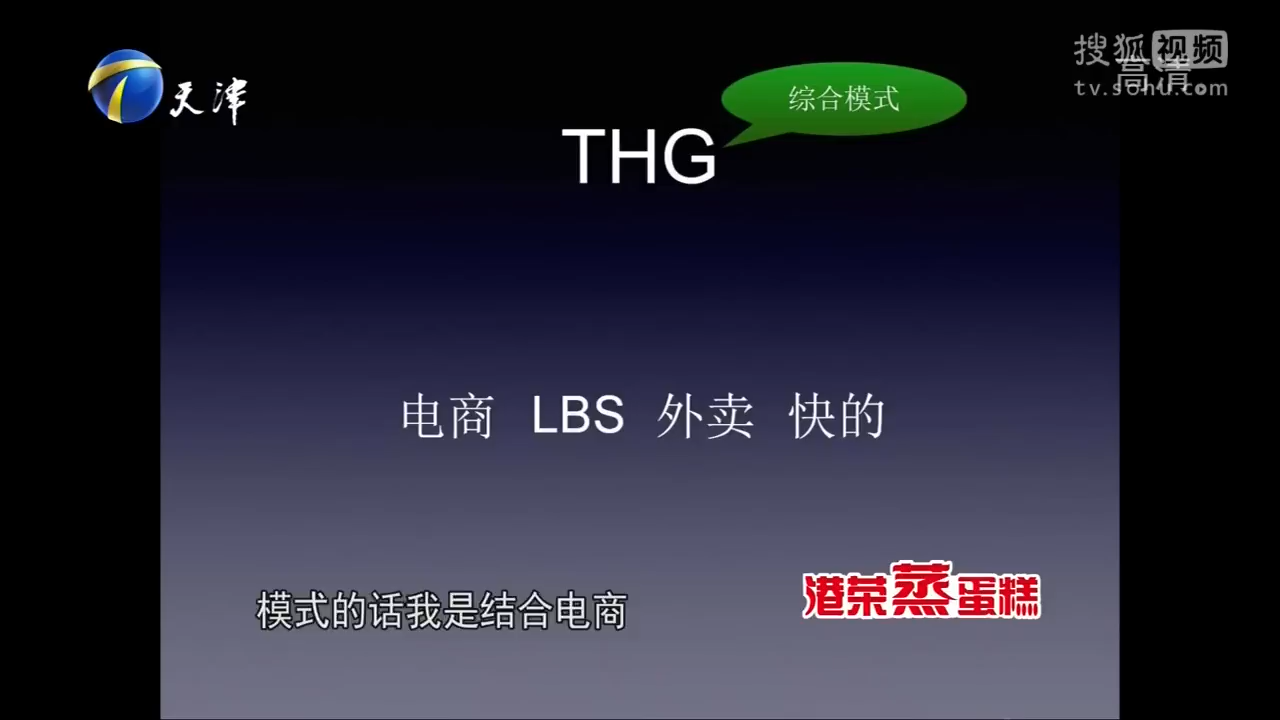 天津
搜狐视频
高清
tv.sohu.com
综合模式
THG
电商 LBS 外卖 快的
模式的话我是结合电商
港荣蒸蛋糕